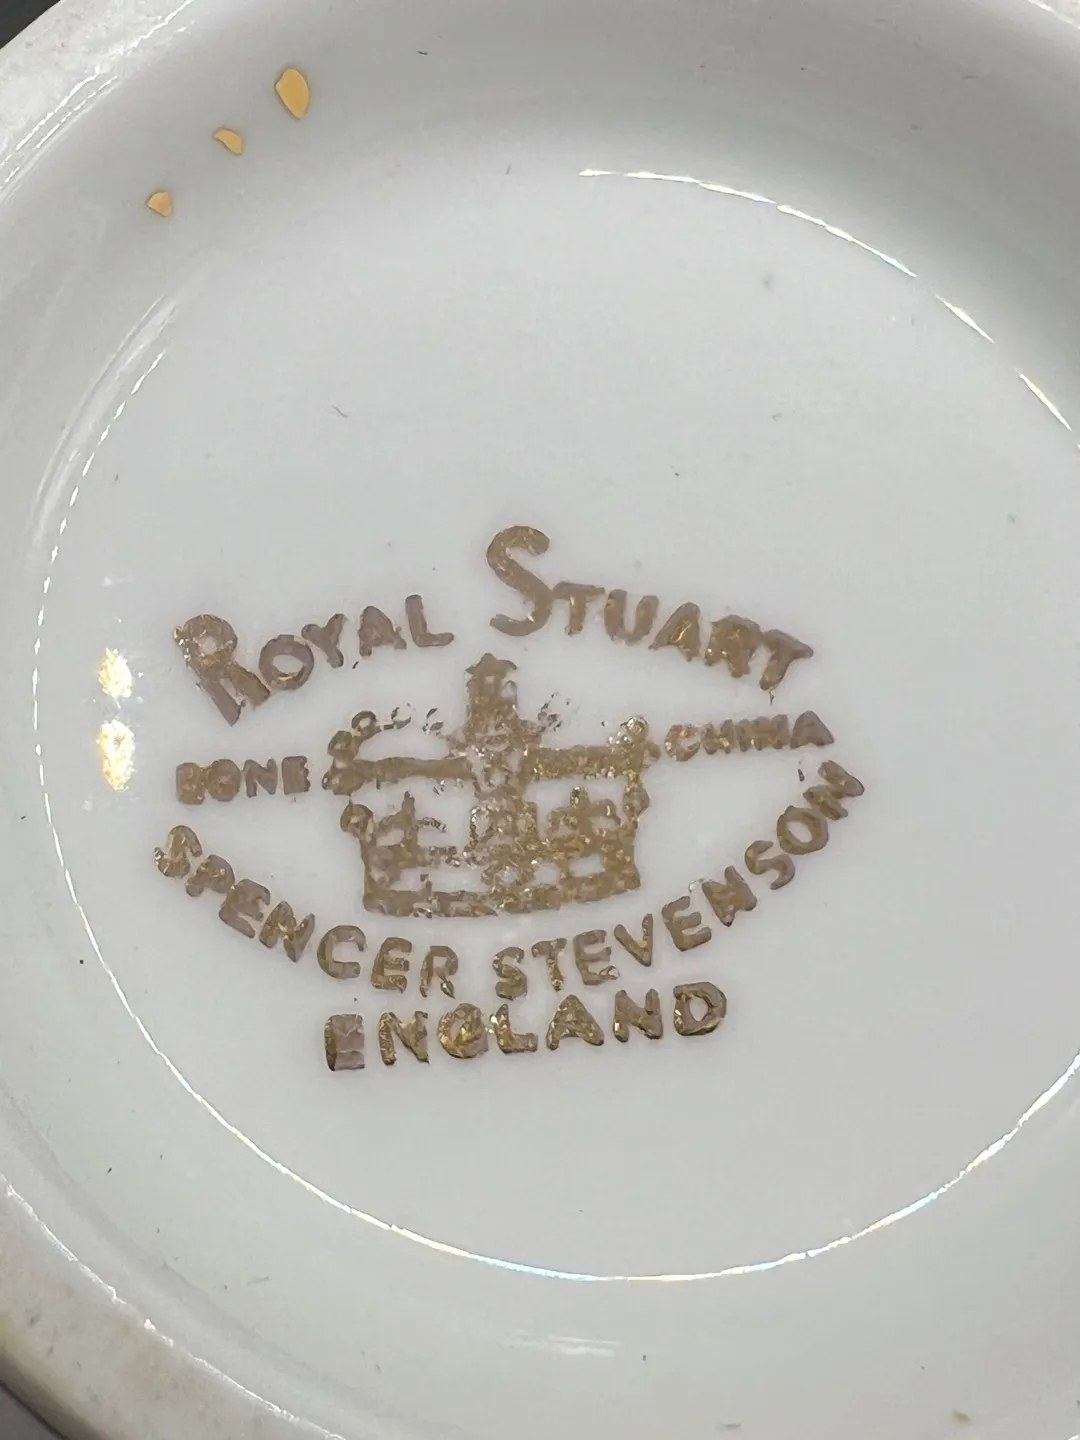 ROYAL STUART
BONE CHINA
SPENCER STEVENSON
ENGLAND